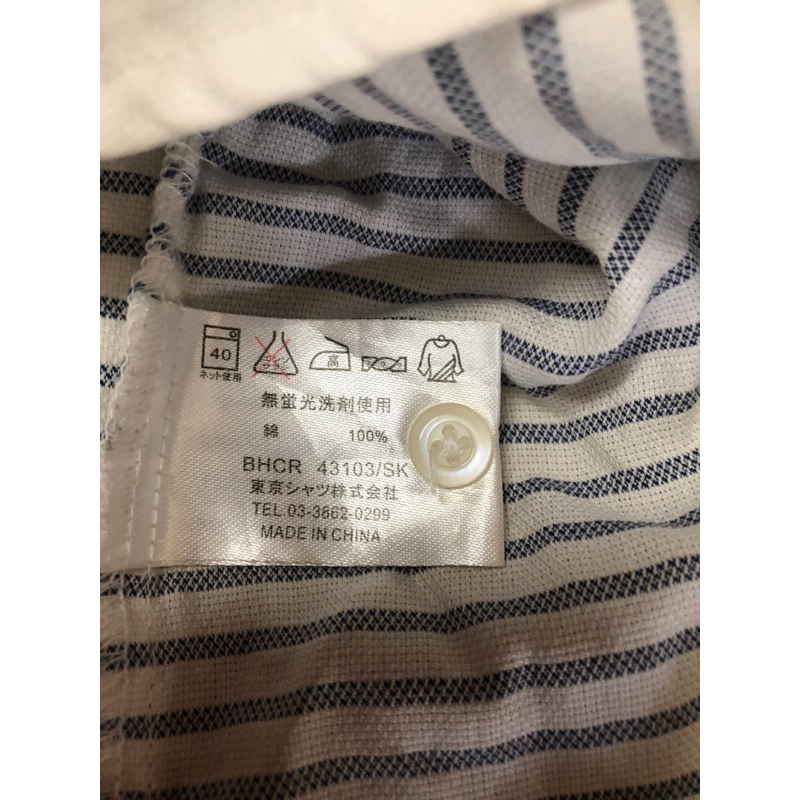 40
ネット使用
高
無蛍光洗剤使用
綿 100%
BHCR 43103/SK
東京シャツ株式会社
TEL 03-3862-0299
MADE IN CHINA